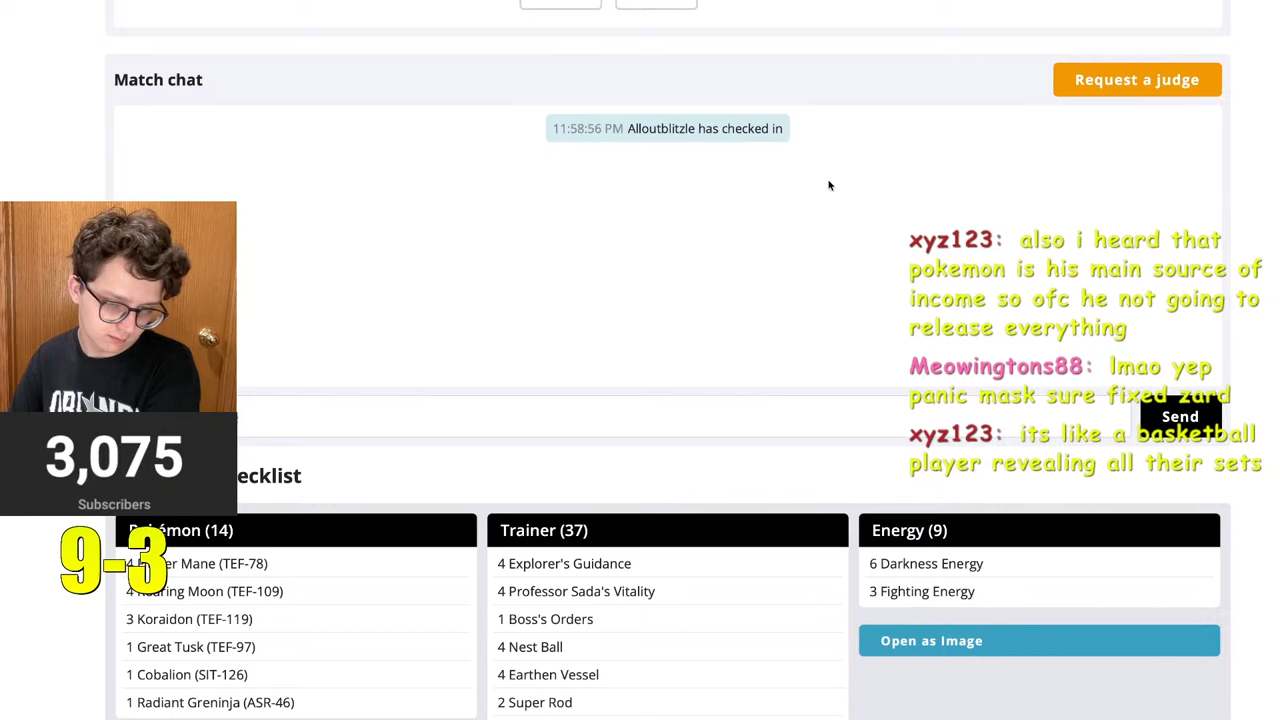 Match chat
Request a judge
11:58:56 PM Alloutblitzle has checked in
xyz123: also i heard that
pokemon is his main source of
income so ofc he not going to
release everything
Meowingtons88: lmao yep
panic mask sure fixed zard
xyz123: its like a basketball
player revealing all their sets
Send
3,075
Subscribers
9-3
ecklist
Pokémon (14)
4 Mane (TEF-78)
4 Roaring Moon (TEF-109)
3 Koraidon (TEF-119)
1 Great Tusk (TEF-97)
1 Cobalion (SIT-126)
1 Radiant Greninja (ASR-46)
Trainer (37)
4 Explorer's Guidance
4 Professor Sada's Vitality
1 Boss's Orders
4 Nest Ball
4 Earthen Vessel
2 Super Rod
Energy (9)
6 Darkness Energy
3 Fighting Energy
Open as Image